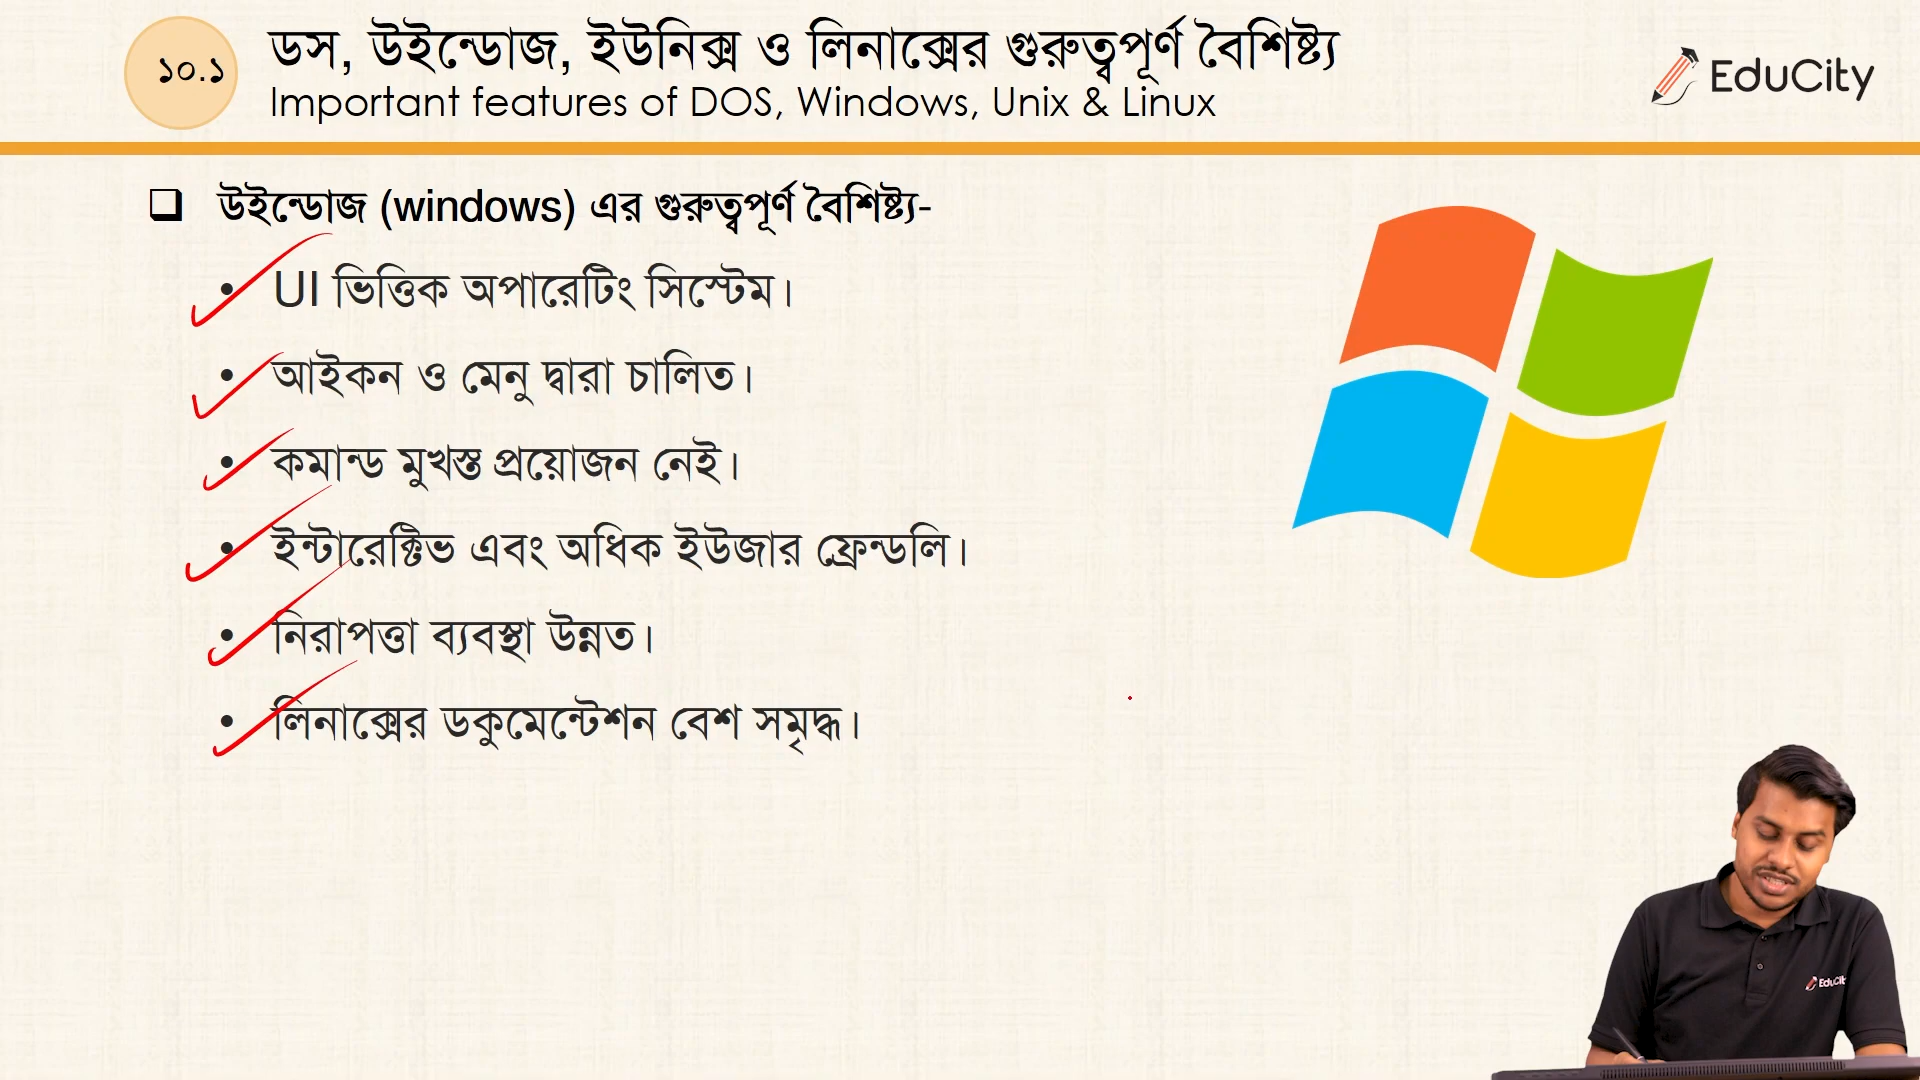 ১০.১
ডস, উইন্ডোজ, ইউনিক্স ও লিনাক্সের গুরুত্বপূর্ণ বৈশিষ্ট্য
Important features of DOS, Windows, Unix & Linux
EduCity
উইন্ডোজ (windows) এর গুরুত্বপূর্ণ বৈশিষ্ট্য-
• UI ভিত্তিক অপারেটিং সিস্টেম।
• আইকন ও মেনু দ্বারা চালিত।
• কমান্ড মুখস্ত প্রয়োজন নেই।
• ইন্টারেক্টিভ এবং অধিক ইউজার ফ্রেন্ডলি।
• নিরাপত্তা ব্যবস্থা উন্নত।
• লিনাক্সের ডকুমেন্টেশন বেশ সমৃদ্ধ।
EduCity